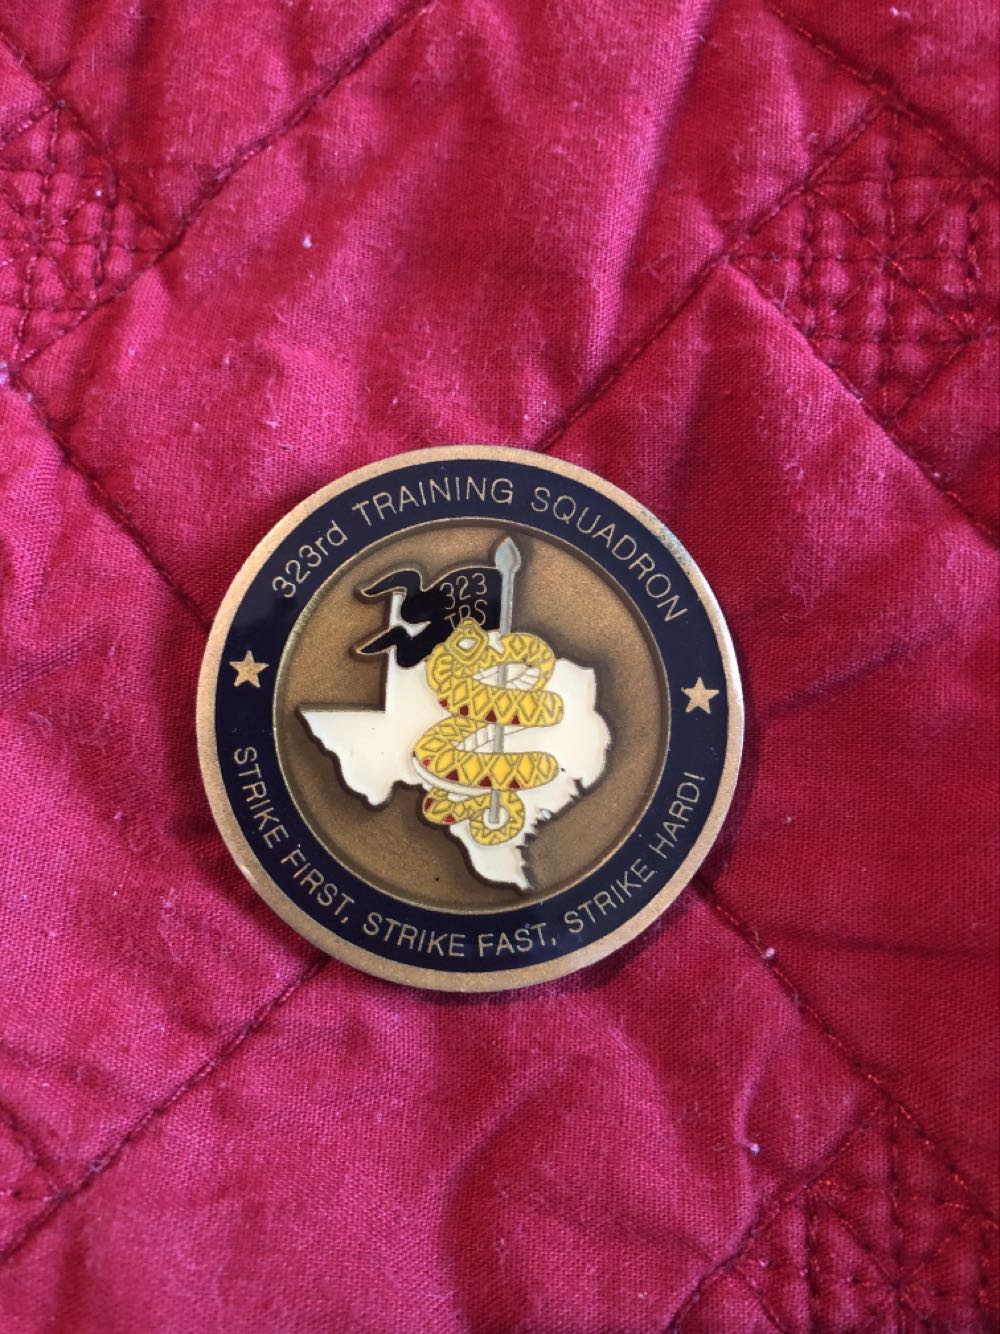 323rd TRAINING SQUADRON
323
TRS
STRIKE FIRST, STRIKE FAST, STRIKE HARD!